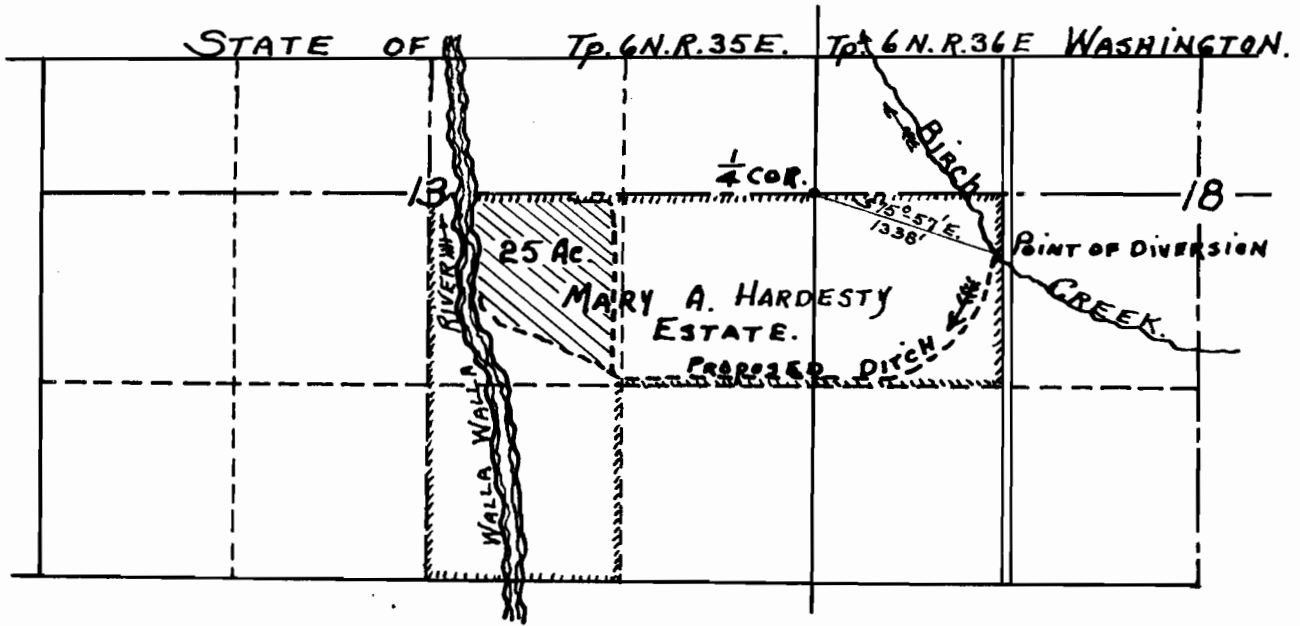 STATE OF Tp. 6N. R. 35E. Tp. 6N. R. 36E WASHINGTON.
BIRCH
1/4 COR.
13
18
S 75° 57' E.
1338'
25 Ac.
POINT OF DIVERSION
RIVER
MARY A. HARDESTY
ESTATE.
CREEK.
PROPOSED DITCH
WALLA WALLA